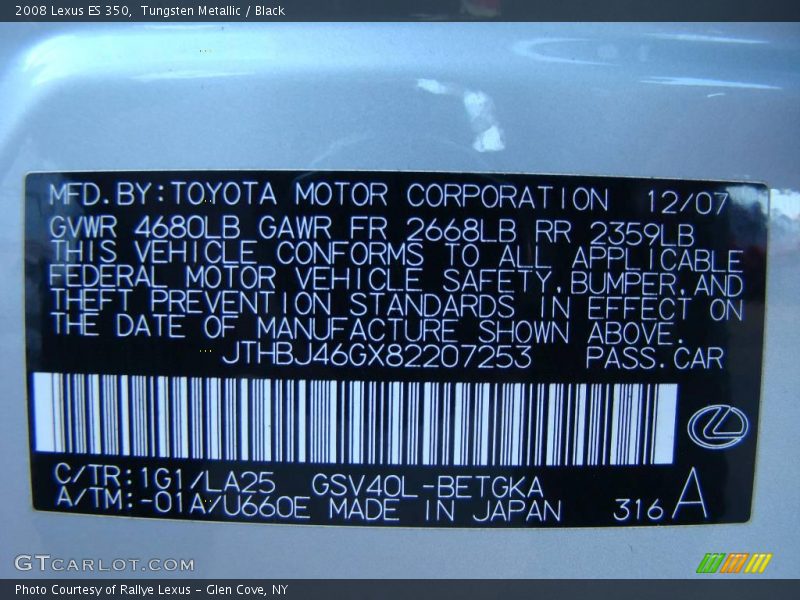 2008 Lexus ES 350,  Tungsten Metallic / Black
MFD.BY:TOYOTA MOTOR CORPORATION 12/07
GVWR 4680LB GAWR FR 2668LB RR 2359LB
THIS VEHICLE CONFORMS TO ALL APPLICABLE
FEDERAL MOTOR VEHICLE SAFETY,BUMPER,AND
THEFT PREVENTION STANDARDS IN EFFECT ON
THE DATE OF MANUFACTURE SHOWN ABOVE.
JTHBJ46GX82207253 PASS.CAR
C/TR:1G1/LA25 GSV40L-BETGKA
A/TM:-01A/U660E MADE IN JAPAN 316 A
GTCARLOT.COM
Photo Courtesy of Rallye Lexus - Glen Cove, NY